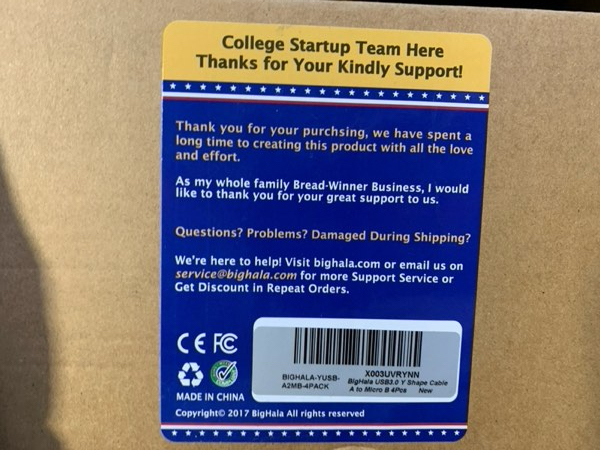 College Startup Team Here
Thanks for Your Kindly Support!
Thank you for your purchsing, we have spent a
long time to creating this product with all the love
and effort.
As my whole family Bread-Winner Business, I would
like to thank you for your great support to us.
Questions? Problems? Damaged During Shipping?
We're here to help! Visit bighala.com or email us on
service@bighala.com for more Support Service or
Get Discount in Repeat Orders.
CE FC
MADE IN CHINA
BIGHALA-YUSB-
A2MB-4PACK
X003UVRYNN
BigHala USB3.0 Y Shape Cable
A to Micro B 4Pcs New
Copyright© 2017 BigHala All rights reserved